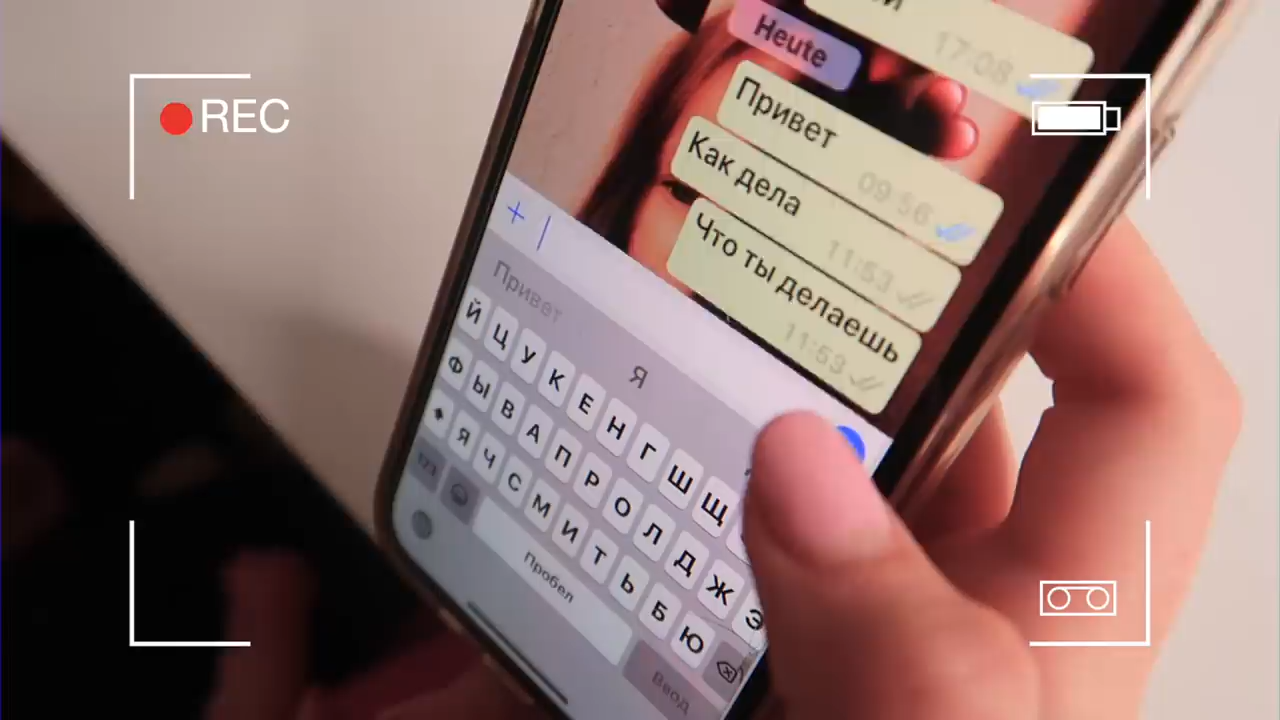 REC
17:08
Heute
Привет
09:56
Как дела
11:53
Что ты делаешь
11:53
Привет
Я
Й Ц У К Е Н Г Ш Щ
Ф Ы В А П Р О Л Д Ж Э
Я Ч С М И Т Ь Б Ю
123
Пробел
Ввод